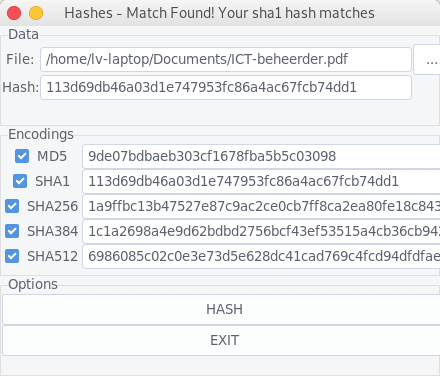 Hashes - Match Found! Your sha1 hash matches
Data
File: /home/lv-laptop/Documents/ICT-beheerder.pdf ...
Hash: 113d69db46a03d1e747953fc86a4ac67fcb74dd1
Encodings
MD5 9de07bdbaeb303cf1678fba5b5c03098
SHA1 113d69db46a03d1e747953fc86a4ac67fcb74dd1
SHA256 1a9ffbc13b47527e87c9ac2ce0cb7ff8ca2ea80fe18c843
SHA384 1c1a2698a4e9d62bdbd2756bcf43ef53515a4cb36cb942
SHA512 6986085c02c0e3e73d5e628dc41cad769c4fcd94dfdfae
Options
HASH
EXIT